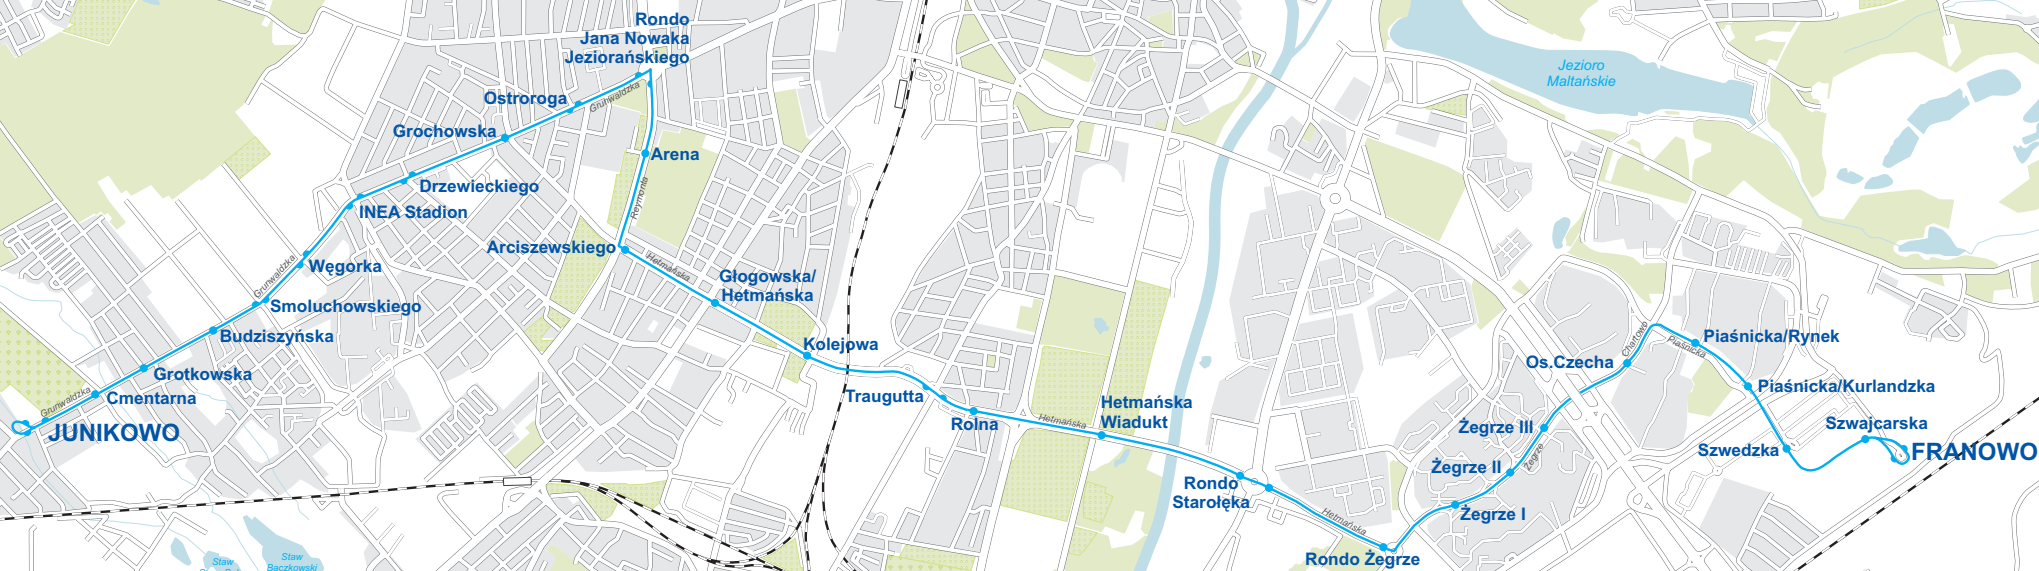 Rondo
Jana Nowaka
Jeziorańskiego
Ostroroga
Grunwaldzka
Grochowska
Arena
Drzewieckiego
Reymonta
INEA Stadion
Arciszewskiego
Hetmańska
Węgorka
Grunwaldzka
Głogowska/
Hetmańska
Smoluchowskiego
Budziszyńska
Kolejowa
Grotkowska
Cmentarna
Grunwaldzka
JUNIKOWO
Traugutta
Rolna
Hetmańska
Hetmańska
Wiadukt
Rondo
Starołęka
Hetmańska
Rondo Żegrze
Żegrze I
Żegrze II
Żegrze
Żegrze III
Os.Czecha
Chartowo
Piaśnicka
Piaśnicka/Rynek
Piaśnicka/Kurlandzka
Szwajcarska
Szwedzka
FRANOWO
Jezioro
Maltańskie
Staw
Staw
Baczkowski